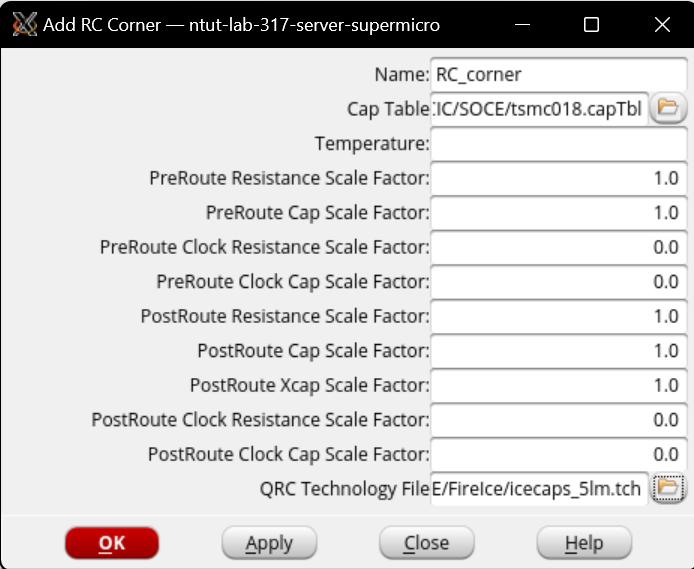 Add RC Corner — ntut-lab-317-server-supermicro
Name: RC_corner
Cap Table :IC/SOCE/tsmc018.capTbl
Temperature:
PreRoute Resistance Scale Factor: 1.0
PreRoute Cap Scale Factor: 1.0
PreRoute Clock Resistance Scale Factor: 0.0
PreRoute Clock Cap Scale Factor: 0.0
PostRoute Resistance Scale Factor: 1.0
PostRoute Cap Scale Factor: 1.0
PostRoute Xcap Scale Factor: 1.0
PostRoute Clock Resistance Scale Factor: 0.0
PostRoute Clock Cap Scale Factor: 0.0
QRC Technology File E/FireIce/icecaps_5lm.tch
OK Apply Close Help